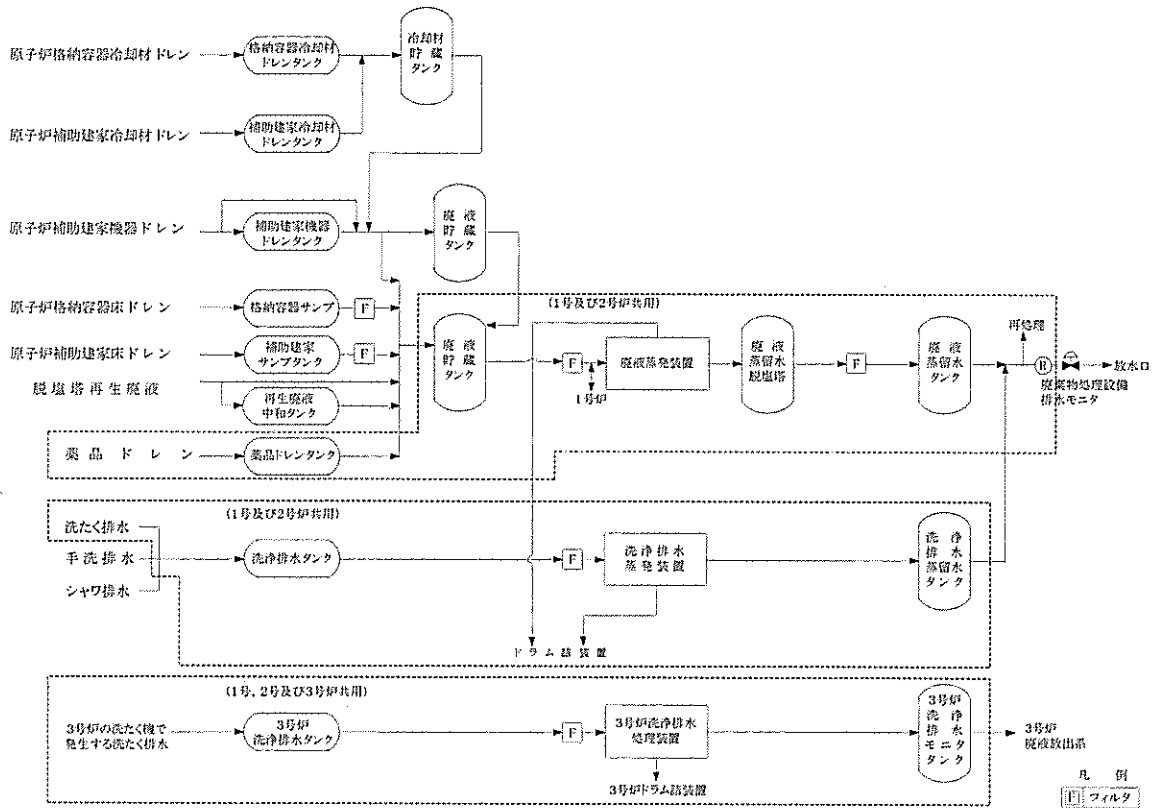 原子炉格納容器冷却材ドレン
格納容器冷却材
ドレンタンク
冷却材
貯蔵
タンク
原子炉補助建家冷却材ドレン
補助建家冷却材
ドレンタンク
原子炉補助建家機器ドレン
補助建家機器
ドレンタンク
廃液
貯蔵
タンク
原子炉格納容器床ドレン
格納容器サンプ
F
原子炉補助建家床ドレン
補助建家
サンプタンク
F
脱塩塔再生廃液
再生廃液
中和タンク
薬品ドレン
薬品ドレンタンク
(1号及び2号炉共用)
廃液
貯蔵
タンク
F
1号炉
廃液蒸発装置
廃液
蒸留水
脱塩塔
F
廃液
蒸留水
タンク
再処理
R
廃棄物処理設備
排水モニタ
放水口
(1号及び2号炉共用)
洗たく排水
手洗排水
シャワ排水
洗浄排水タンク
F
洗浄排水
蒸発装置
洗浄
排水
蒸留水
タンク
ドラム詰装置
(1号,2号及び3号炉共用)
3号炉の洗たく機で
発生する洗たく排水
3号炉
洗浄排水タンク
F
3号炉洗浄排水
処理装置
3号炉
洗浄
排水
モニタ
タンク
3号炉
廃液放出系
3号炉ドラム詰装置
凡例
F フィルタ